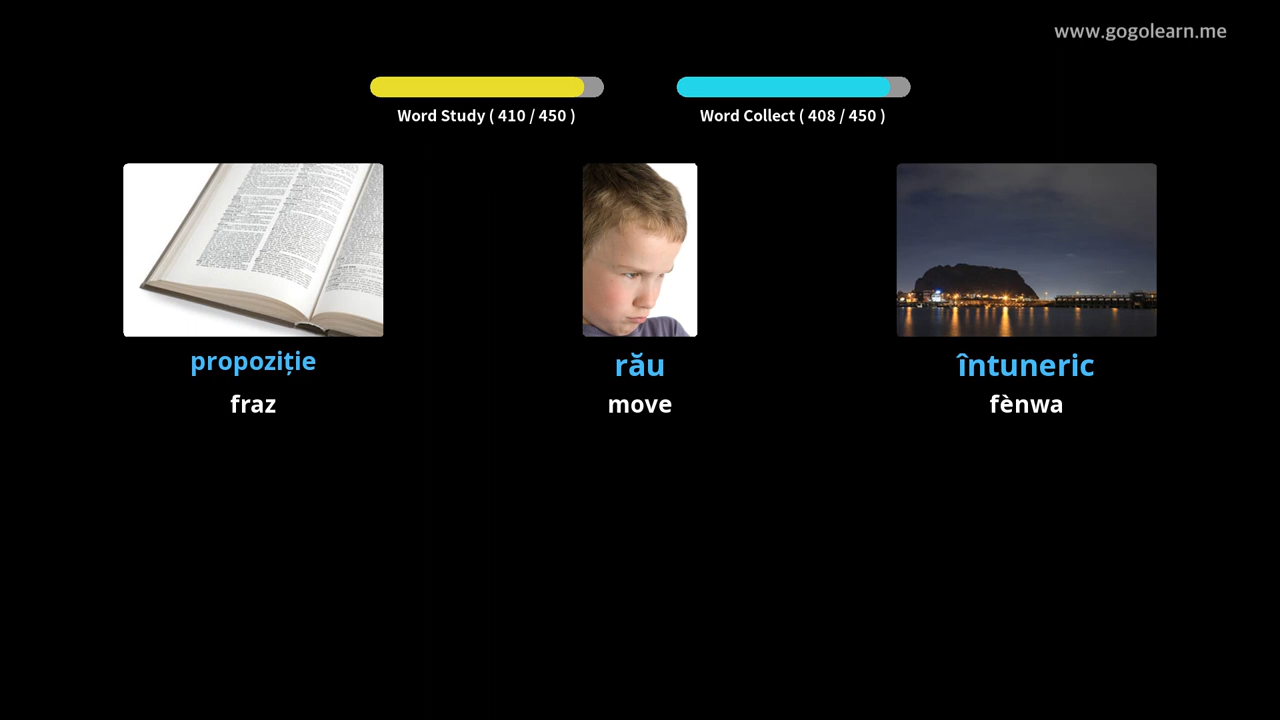 www.gogolearn.me
Word Study ( 410 / 450 )
Word Collect ( 408 / 450 )
propoziție
rău
întuneric
fraz
move
fènwa